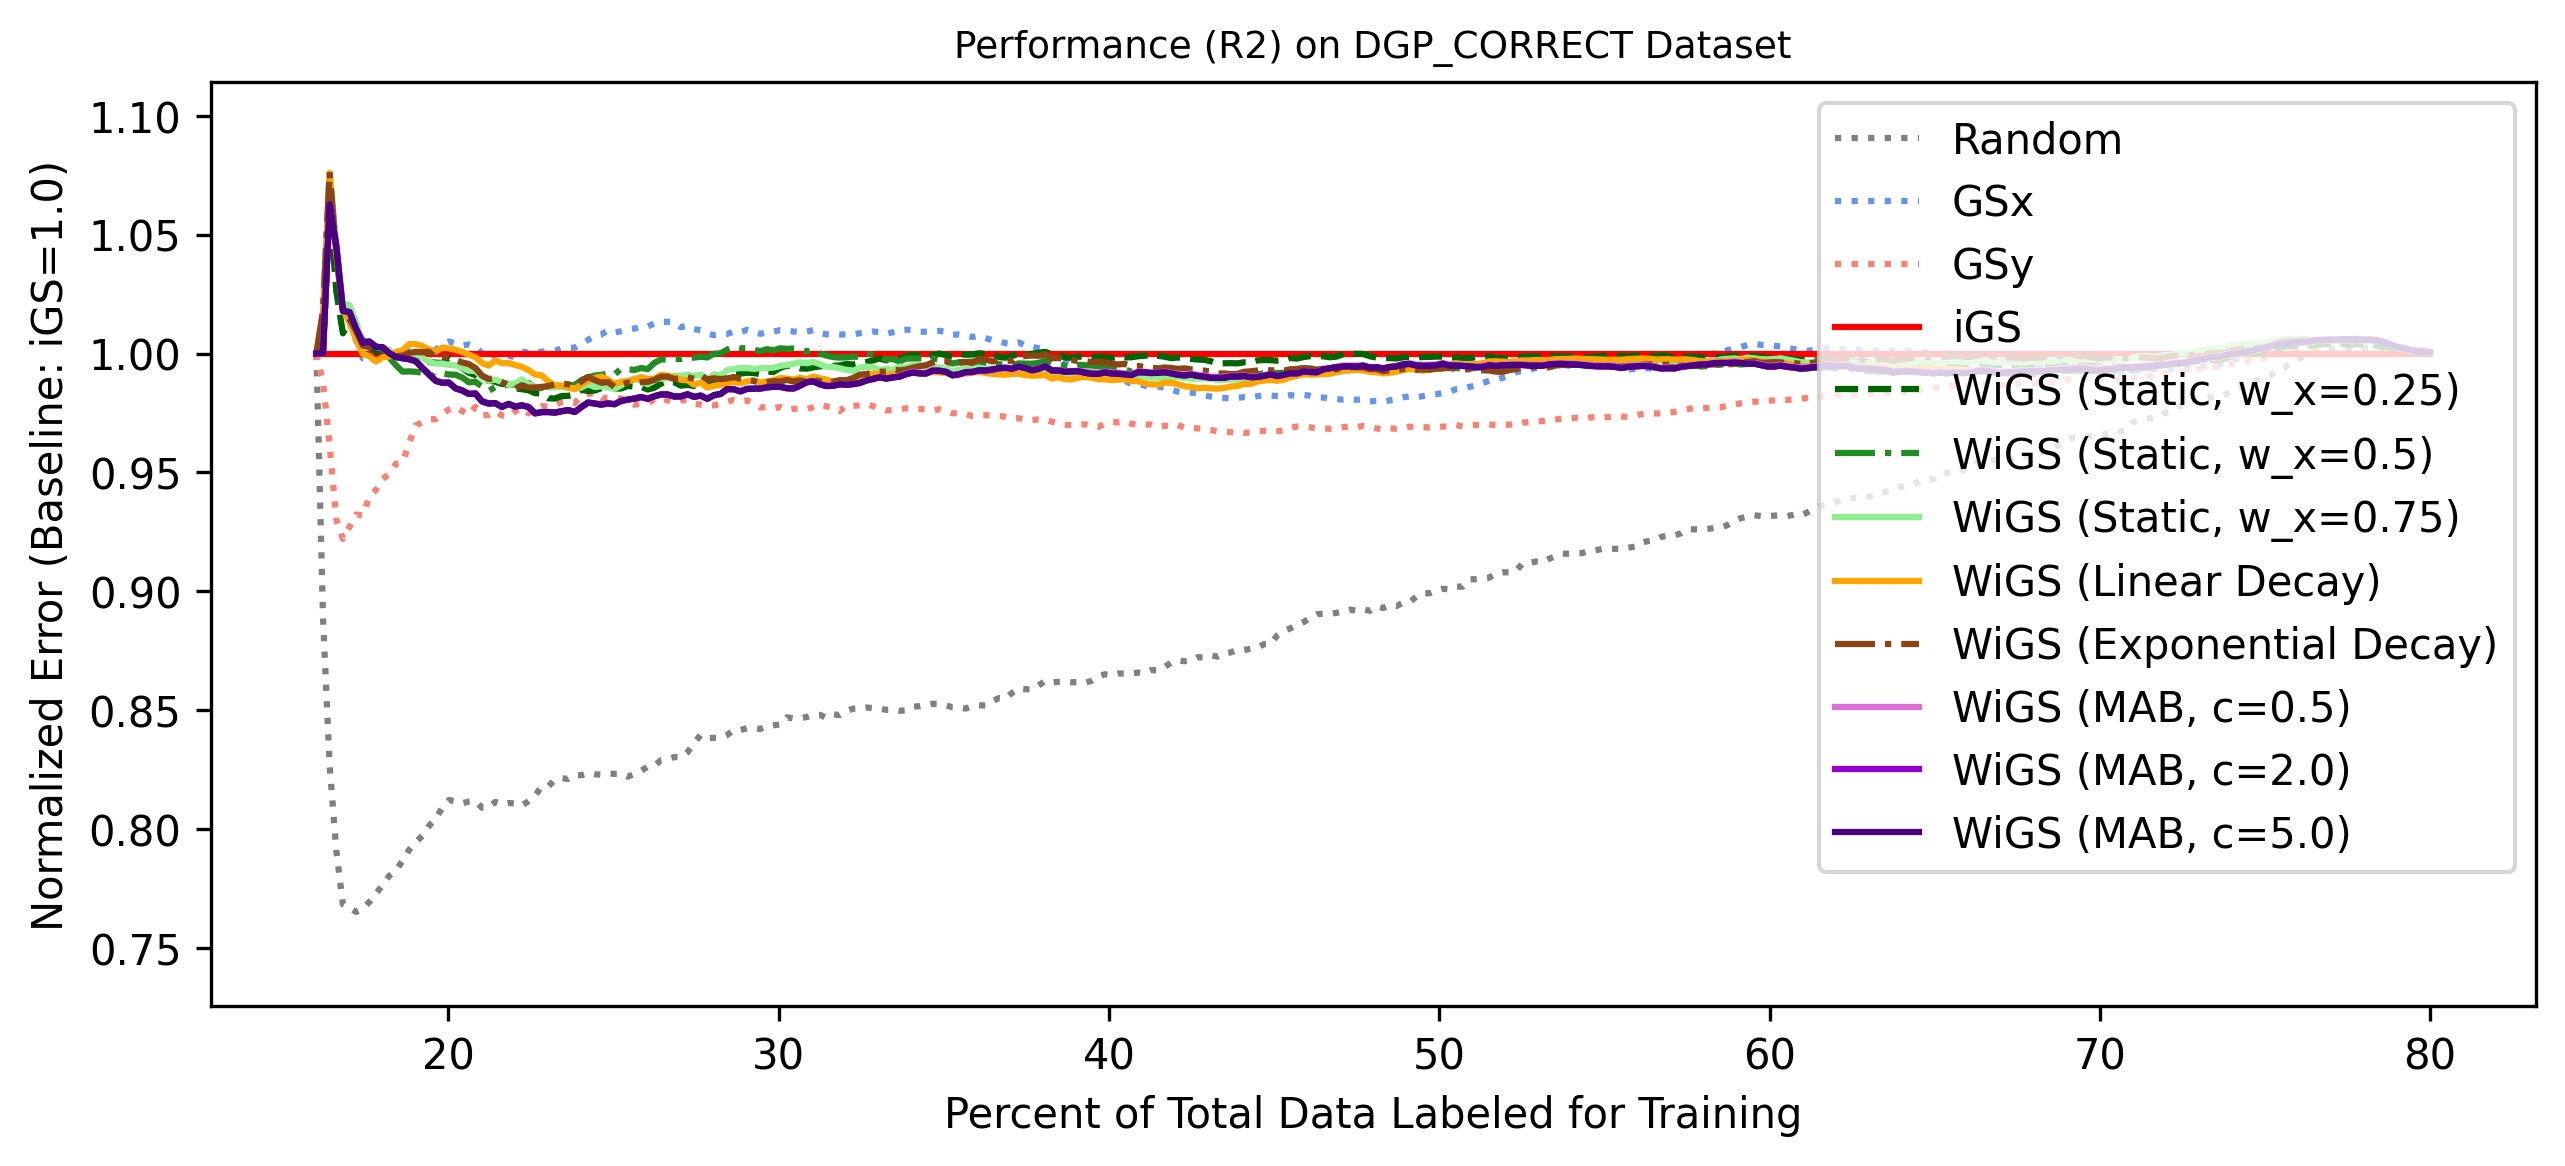 Performance (R2) on DGP_CORRECT Dataset
Normalized Error (Baseline: iGS=1.0)
1.10
1.05
1.00
0.95
0.90
0.85
0.80
0.75
Random
GSx
GSy
iGS
WiGS (Static, w_x=0.25)
WiGS (Static, w_x=0.5)
WiGS (Static, w_x=0.75)
WiGS (Linear Decay)
WiGS (Exponential Decay)
WiGS (MAB, c=0.5)
WiGS (MAB, c=2.0)
WiGS (MAB, c=5.0)
20 30 40 50 60 70 80
Percent of Total Data Labeled for Training